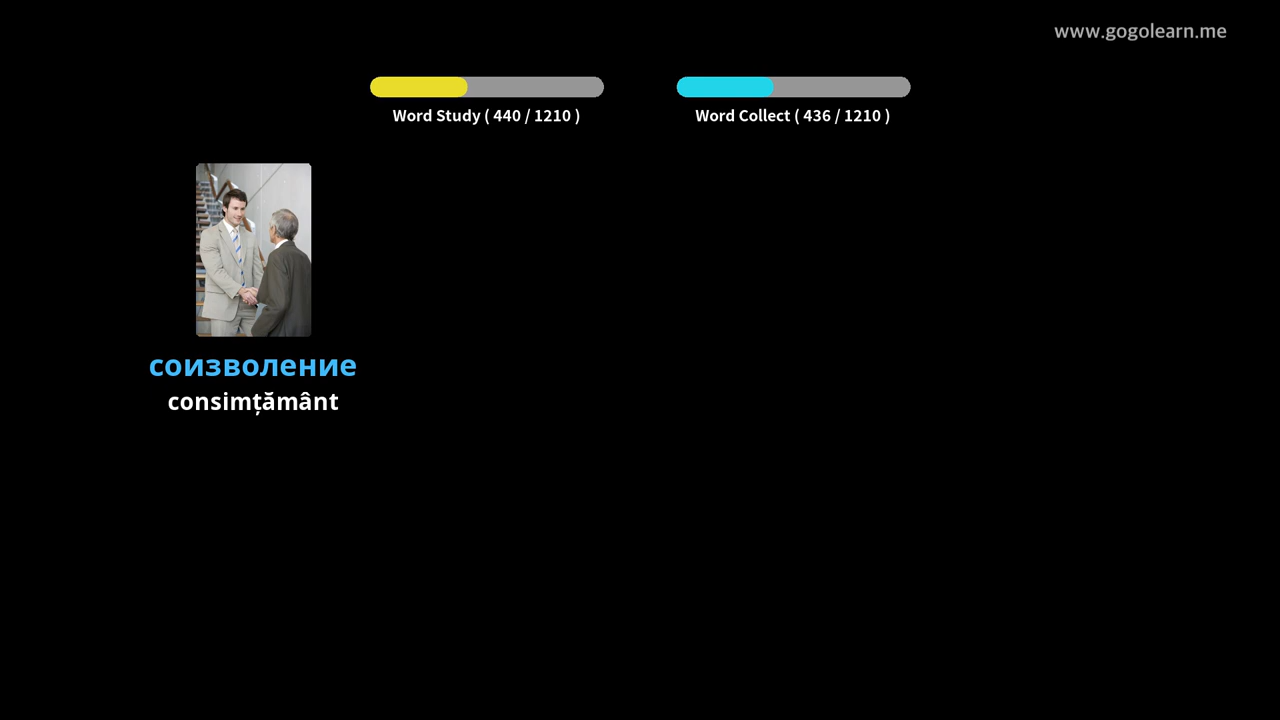 www.gogolearn.me
Word Study ( 440 / 1210 )
Word Collect ( 436 / 1210 )
соизволение
consimțământ